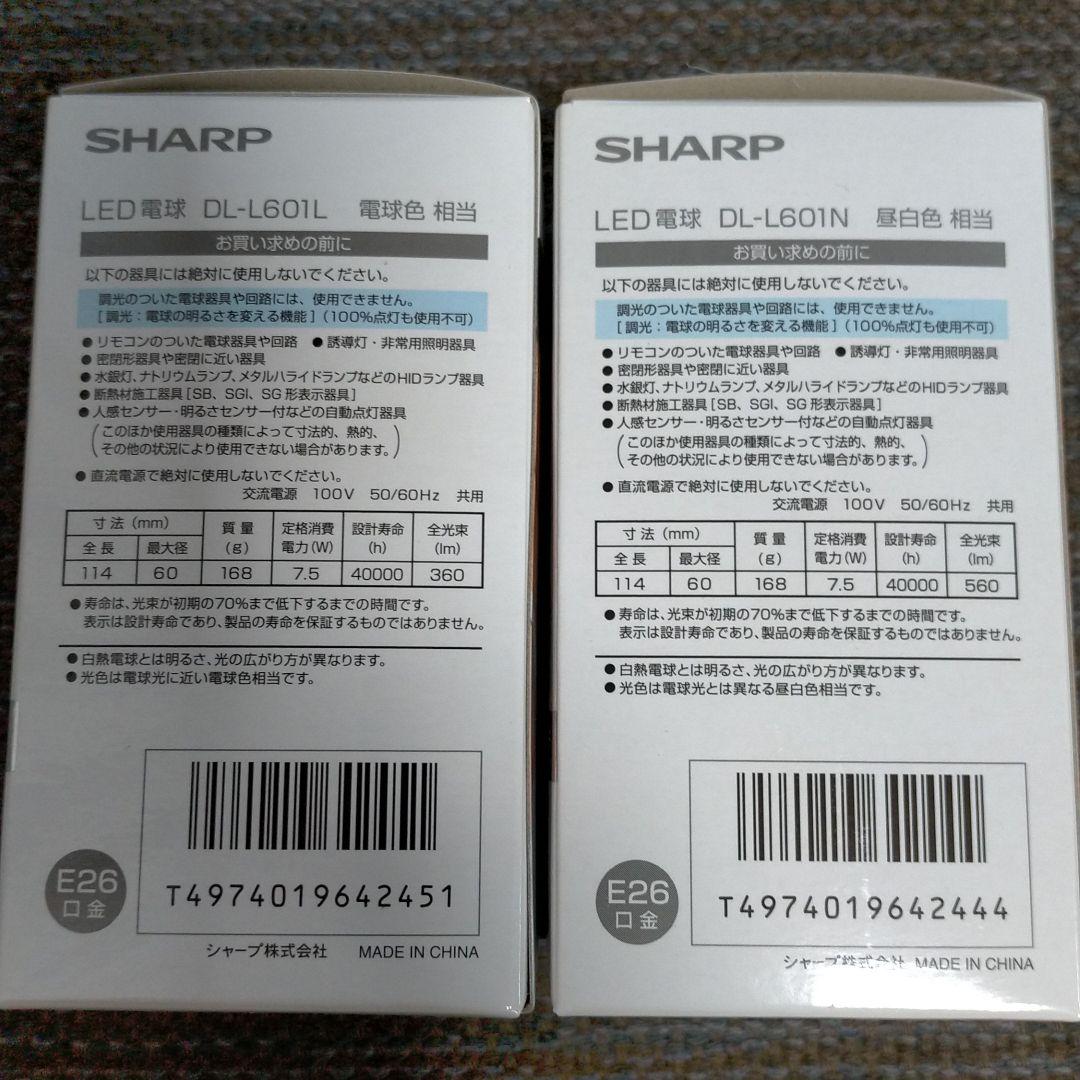 SHARP
LED電球 DL-L601L 電球色 相当
お買い求めの前に
以下の器具には絶対に使用しないでください。
調光のついた電球器具や回路には、使用できません。
[調光：電球の明るさを変える機能]（100%点灯も使用不可）
●リモコンのついた電球器具や回路 ●誘導灯・非常用照明器具
●密閉形器具や密閉に近い器具
●水銀灯、ナトリウムランプ、メタルハライドランプなどのHIDランプ器具
●断熱材施工器具[SB、SGI、SG形表示器具]
●人感センサー・明るさセンサー付などの自動点灯器具
（このほか使用器具の種類によって寸法的、熱的、
その他の状況により使用できない場合があります。）
●直流電源で絶対に使用しないでください。
交流電源 100V 50/60Hz 共用
寸法（mm） 質量 定格消費 設計寿命 全光束
全長 最大径 (g) 電力(W) (h) (lm)
114 60 168 7.5 40000 360
●寿命は、光束が初期の70%まで低下するまでの時間です。
表示は設計寿命であり、製品の寿命を保証するものではありません。
●白熱電球とは明るさ、光の広がり方が異なります。
●光色は電球光に近い電球色相当です。
T4974019642451
E26
口金
シャープ株式会社 MADE IN CHINA
SHARP
LED電球 DL-L601N 昼白色 相当
お買い求めの前に
以下の器具には絶対に使用しないでください。
調光のついた電球器具や回路には、使用できません。
[調光：電球の明るさを変える機能]（100%点灯も使用不可）
●リモコンのついた電球器具や回路 ●誘導灯・非常用照明器具
●密閉形器具や密閉に近い器具
●水銀灯、ナトリウムランプ、メタルハライドランプなどのHIDランプ器具
●断熱材施工器具[SB、SGI、SG形表示器具]
●人感センサー・明るさセンサー付などの自動点灯器具
（このほか使用器具の種類によって寸法的、熱的、
その他の状況により使用できない場合があります。）
●直流電源で絶対に使用しないでください。
交流電源 100V 50/60Hz 共用
寸法（mm） 質量 定格消費 設計寿命 全光束
全長 最大径 (g) 電力(W) (h) (lm)
114 60 168 7.5 40000 560
●寿命は、光束が初期の70%まで低下するまでの時間です。
表示は設計寿命であり、製品の寿命を保証するものではありません。
●白熱電球とは明るさ、光の広がり方が異なります。
●光色は電球光とは異なる昼白色相当です。
T4974019642444
E26
口金
シャープ株式会社 MADE IN CHINA